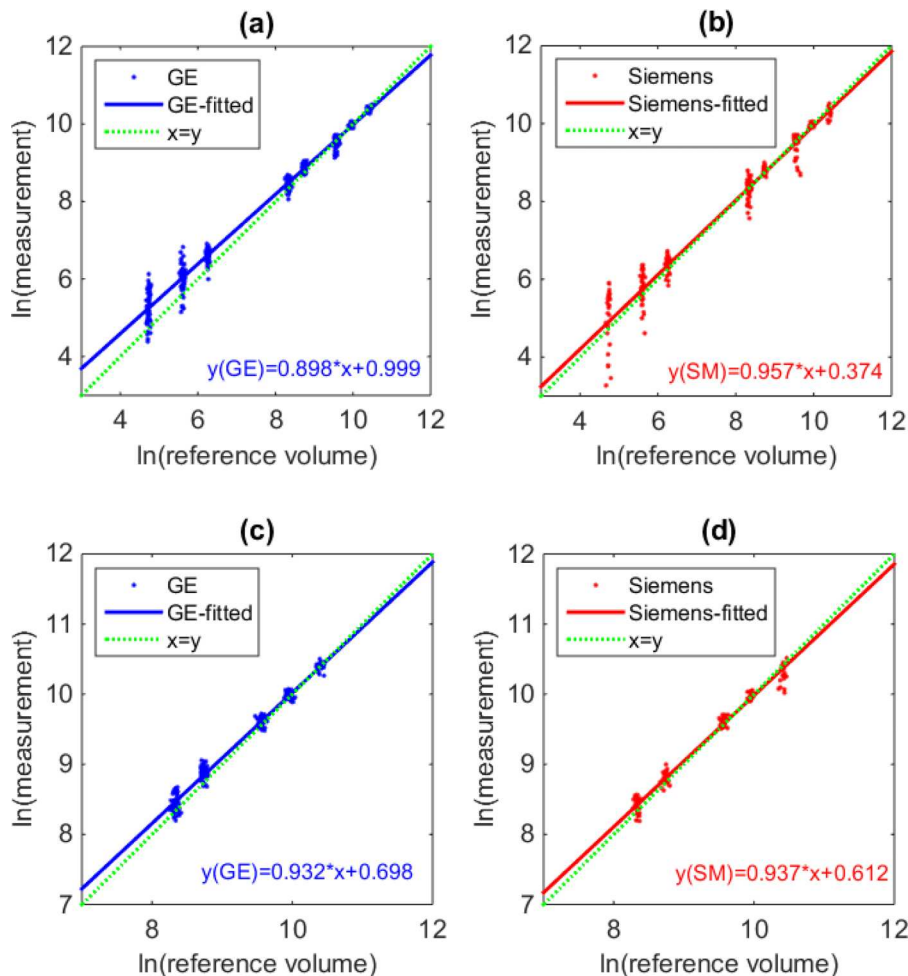 (a)
12
10
8
6
4
ln(measurement)
GE
GE-fitted
x=y
y(GE)=0.898*x+0.999
4 6 8 10 12
ln(reference volume)
(b)
12
10
8
6
4
ln(measurement)
Siemens
Siemens-fitted
x=y
y(SM)=0.957*x+0.374
4 6 8 10 12
ln(reference volume)
(c)
12
11
10
9
8
7
ln(measurement)
GE
GE-fitted
x=y
y(GE)=0.932*x+0.698
8 10 12
ln(reference volume)
(d)
12
11
10
9
8
7
ln(measurement)
Siemens
Siemens-fitted
x=y
y(SM)=0.937*x+0.612
8 10 12
ln(reference volume)